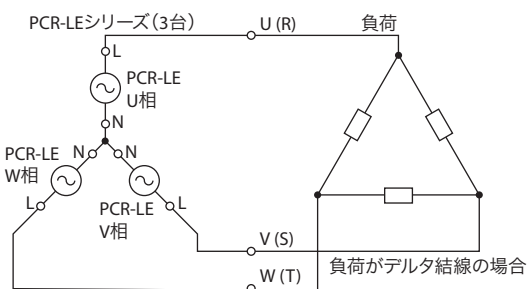 PCR-LEシリーズ（3台）
U (R)
負荷
L
PCR-LE
U相
N
PCR-LE
W相
N
N
L
PCR-LE
V相
L
V (S)
W (T)
負荷がデルタ結線の場合